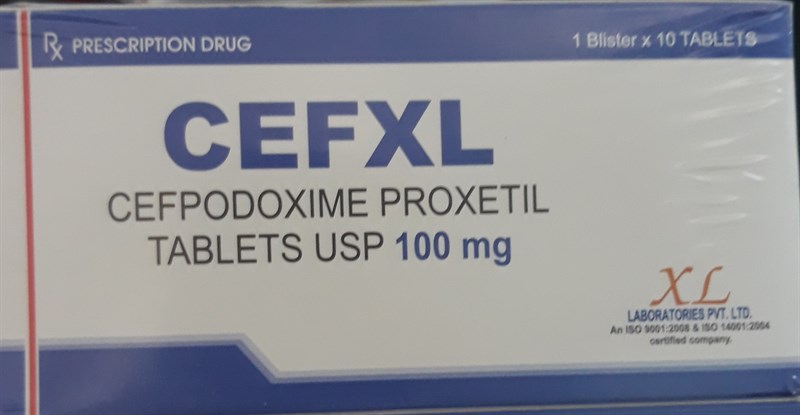 Rx PRESCRIPTION DRUG
1 Blister x 10 TABLETS
CEFXL
CEFPODOXIME PROXETIL
TABLETS USP 100 mg
XL
LABORATORIES PVT. LTD.
An ISO 9001:2008 & ISO 14001:2004
certified company.